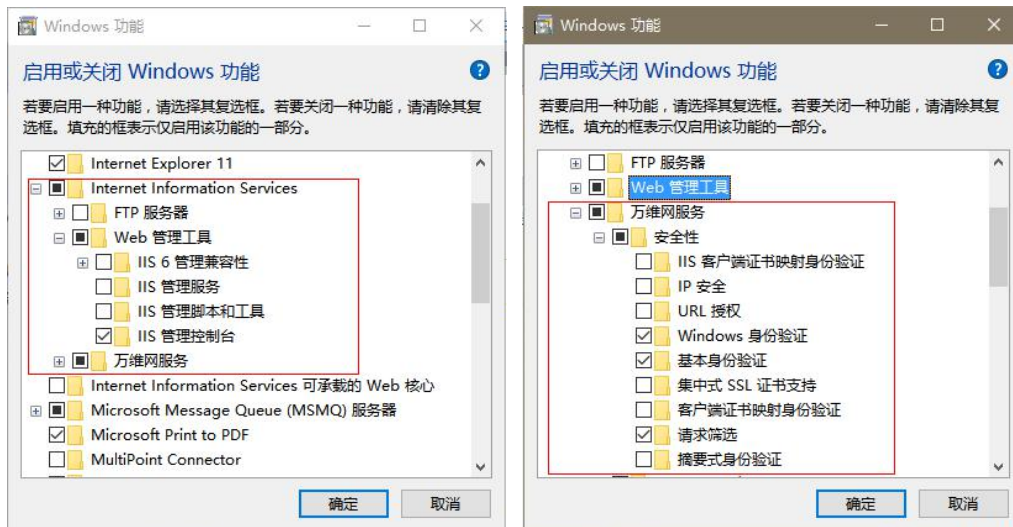 Windows 功能
启用或关闭 Windows 功能
若要启用一种功能，请选择其复选框。若要关闭一种功能，请清除其复
选框。填充的框表示仅启用该功能的一部分。
Internet Explorer 11
Internet Information Services
FTP 服务器
Web 管理工具
IIS 6 管理兼容性
IIS 管理服务
IIS 管理脚本和工具
IIS 管理控制台
万维网服务
Internet Information Services 可承载的 Web 核心
Microsoft Message Queue (MSMQ) 服务器
Microsoft Print to PDF
MultiPoint Connector
确定
取消
Windows 功能
启用或关闭 Windows 功能
若要启用一种功能，请选择其复选框。若要关闭一种功能，请清除其复
选框。填充的框表示仅启用该功能的一部分。
FTP 服务器
Web 管理工具
万维网服务
安全性
IIS 客户端证书映射身份验证
IP 安全
URL 授权
Windows 身份验证
基本身份验证
集中式 SSL 证书支持
客户端证书映射身份验证
请求筛选
摘要式身份验证
确定
取消